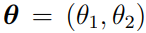 𝜽 = (θ₁, θ₂)